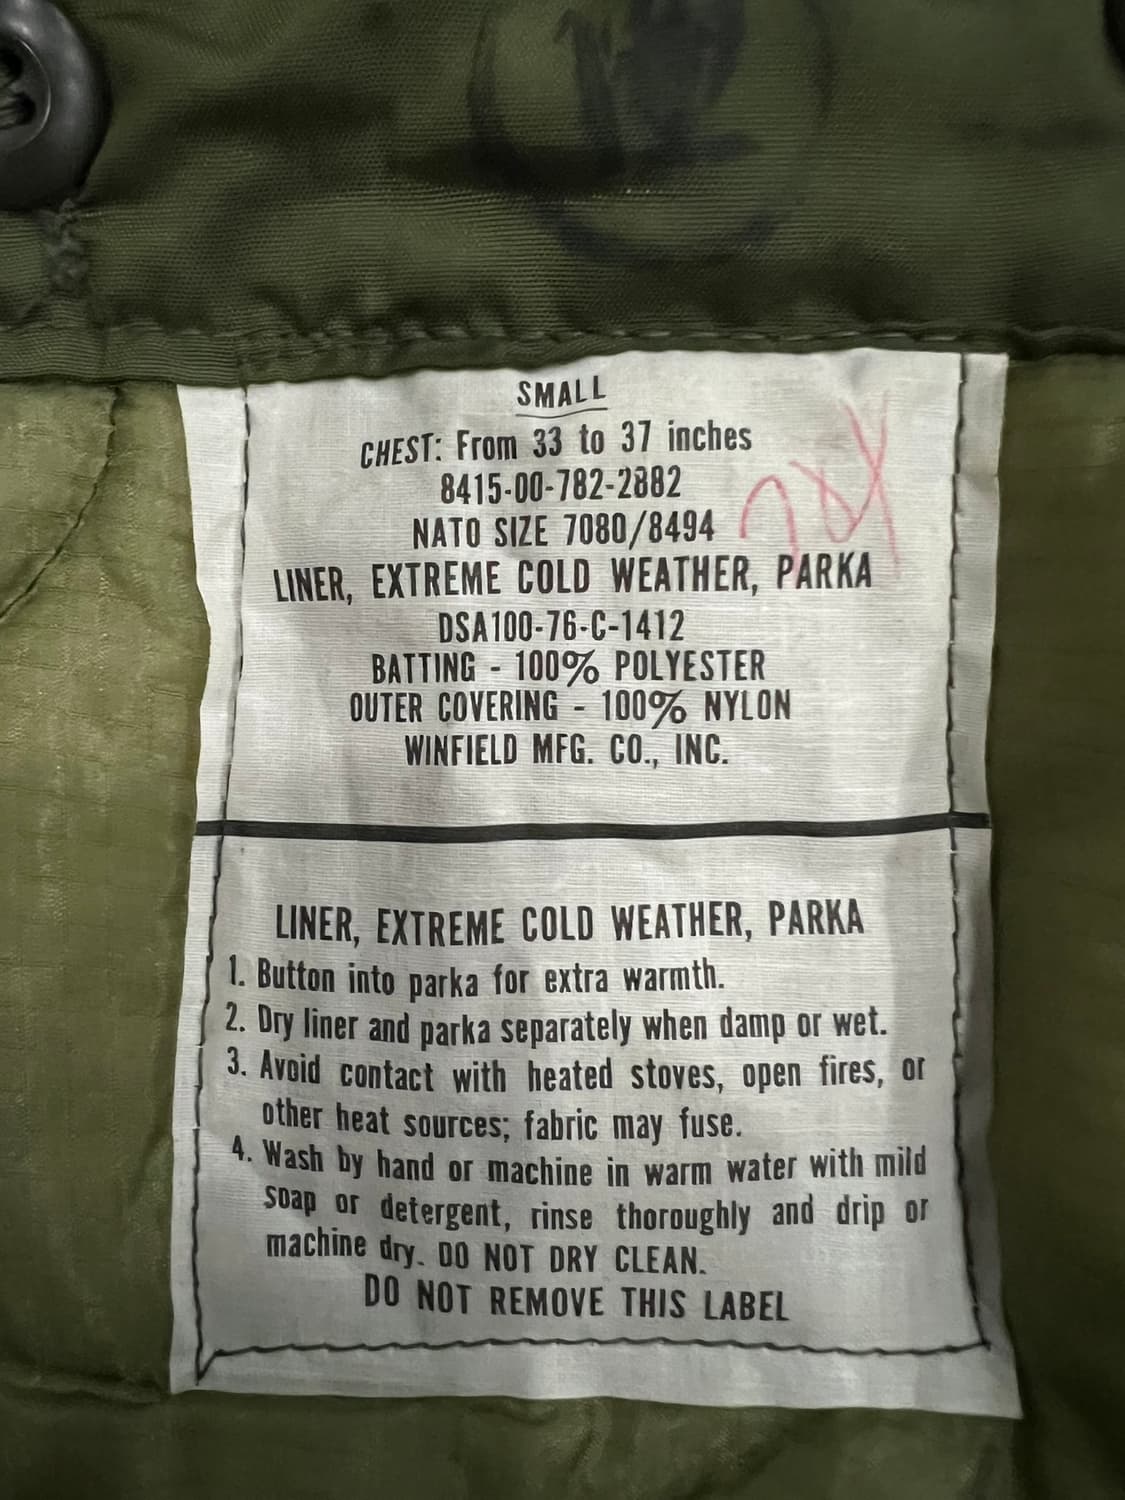 SMALL
CHEST: From 33 to 37 inches
8415-00-782-2882
NATO SIZE 7080/8494
LINER, EXTREME COLD WEATHER, PARKA
DSA100-76-C-1412
BATTING - 100% POLYESTER
OUTER COVERING - 100% NYLON
WINFIELD MFG. CO., INC.
LINER, EXTREME COLD WEATHER, PARKA
1. Button into parka for extra warmth.
2. Dry liner and parka separately when damp or wet.
3. Avoid contact with heated stoves, open fires, or
other heat sources; fabric may fuse.
4. Wash by hand or machine in warm water with mild
soap or detergent, rinse thoroughly and drip or
machine dry. DO NOT DRY CLEAN.
DO NOT REMOVE THIS LABEL